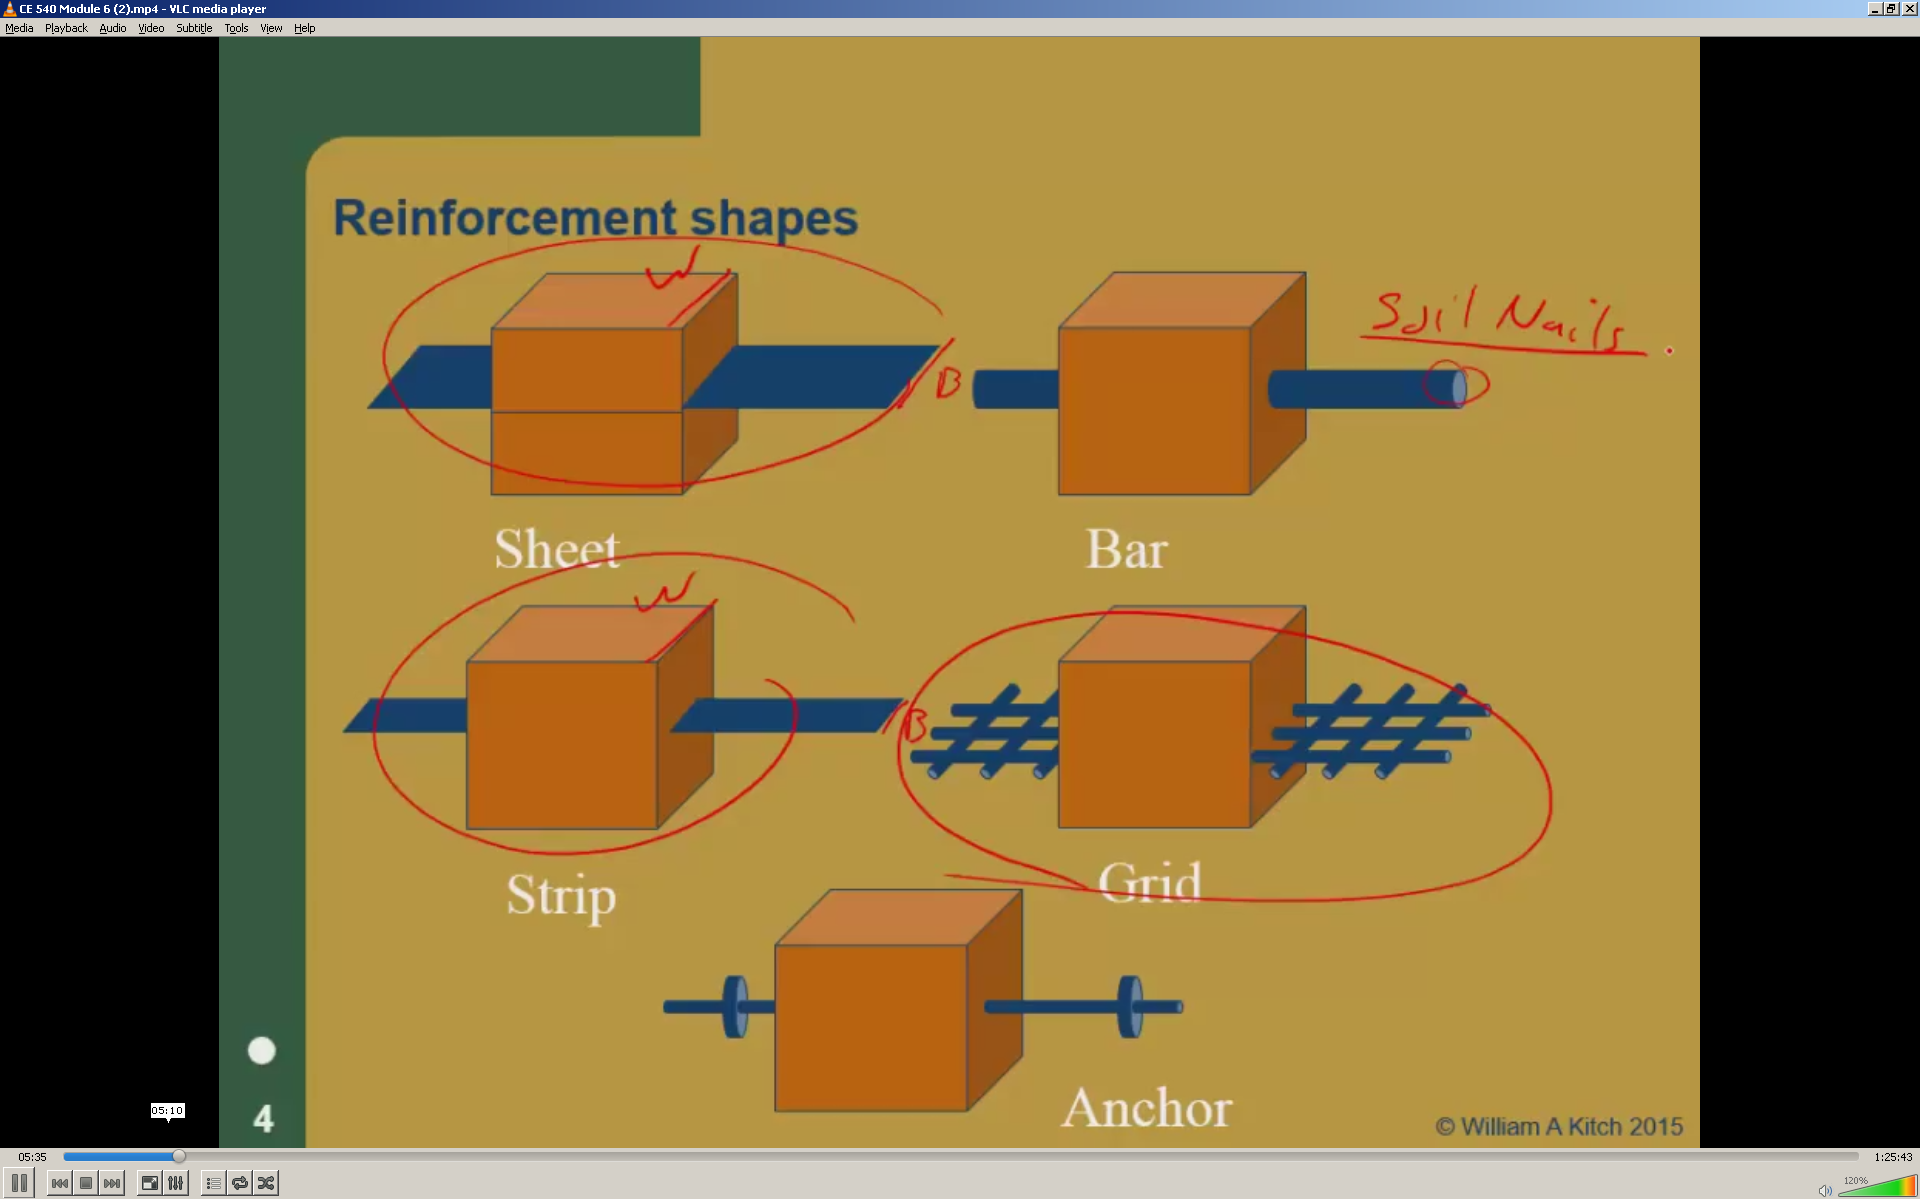 CE 540 Module 6 (2).mp4 - VLC media player
Media Playback Audio Video Subtitle Tools View Help
Reinforcement shapes
W
B
Soil Nails
Sheet
Bar
W
B
Strip
Grid
Anchor
4
© William A Kitch 2015
05:10
05:35
1:25:43
120%